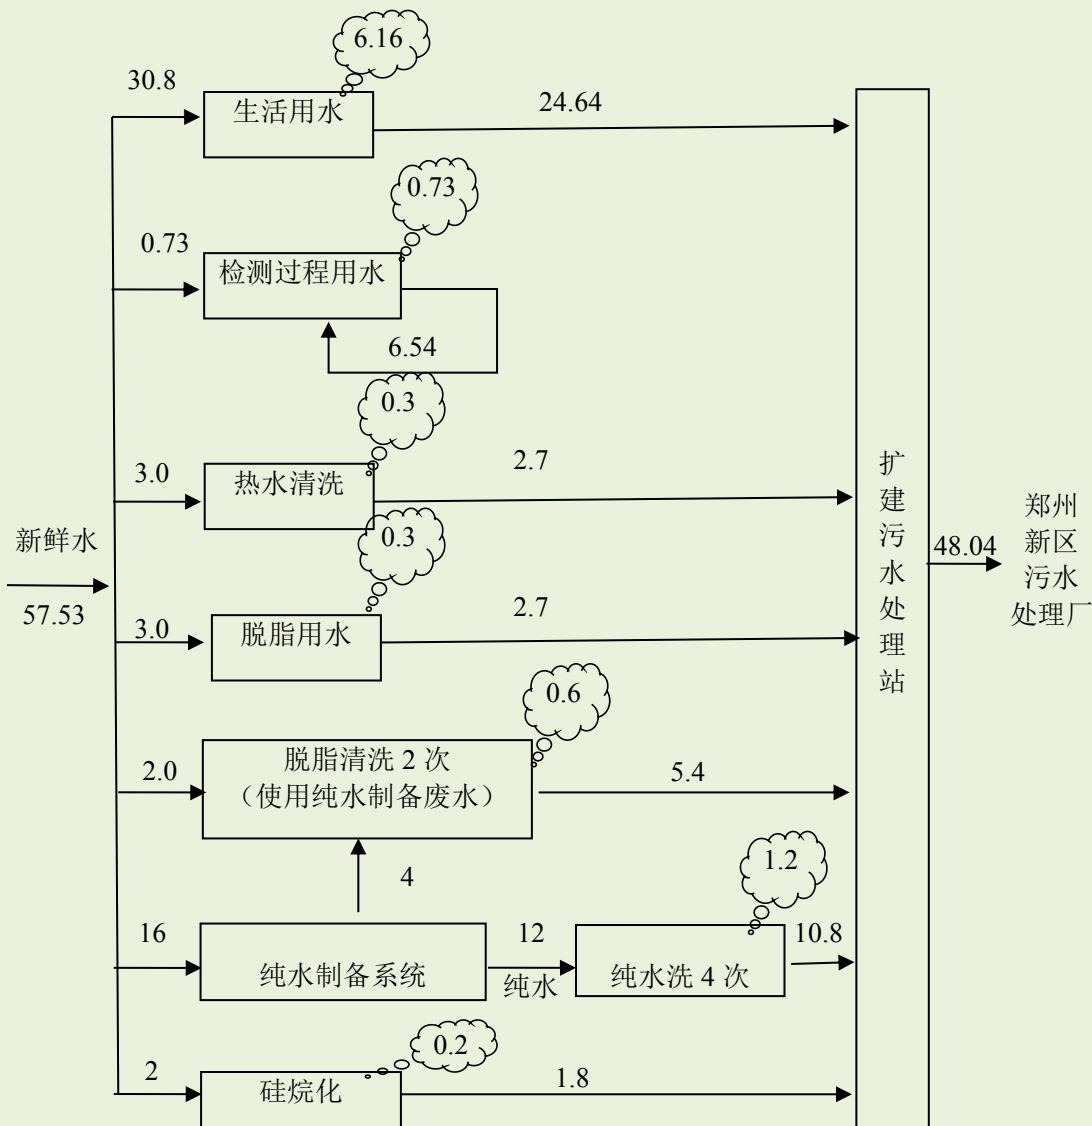 6.16
30.8
生活用水
24.64
0.73
0.73
检测过程用水
6.54
0.3
3.0
热水清洗
2.7
新鲜水
57.53
0.3
3.0
脱脂用水
2.7
扩
建
污
水
处
理
站
48.04
郑州
新区
污水
处理厂
0.6
2.0
脱脂清洗 2 次
（使用纯水制备废水）
5.4
4
1.2
16
纯水制备系统
12
纯水
纯水洗 4 次
10.8
0.2
2
硅烷化
1.8